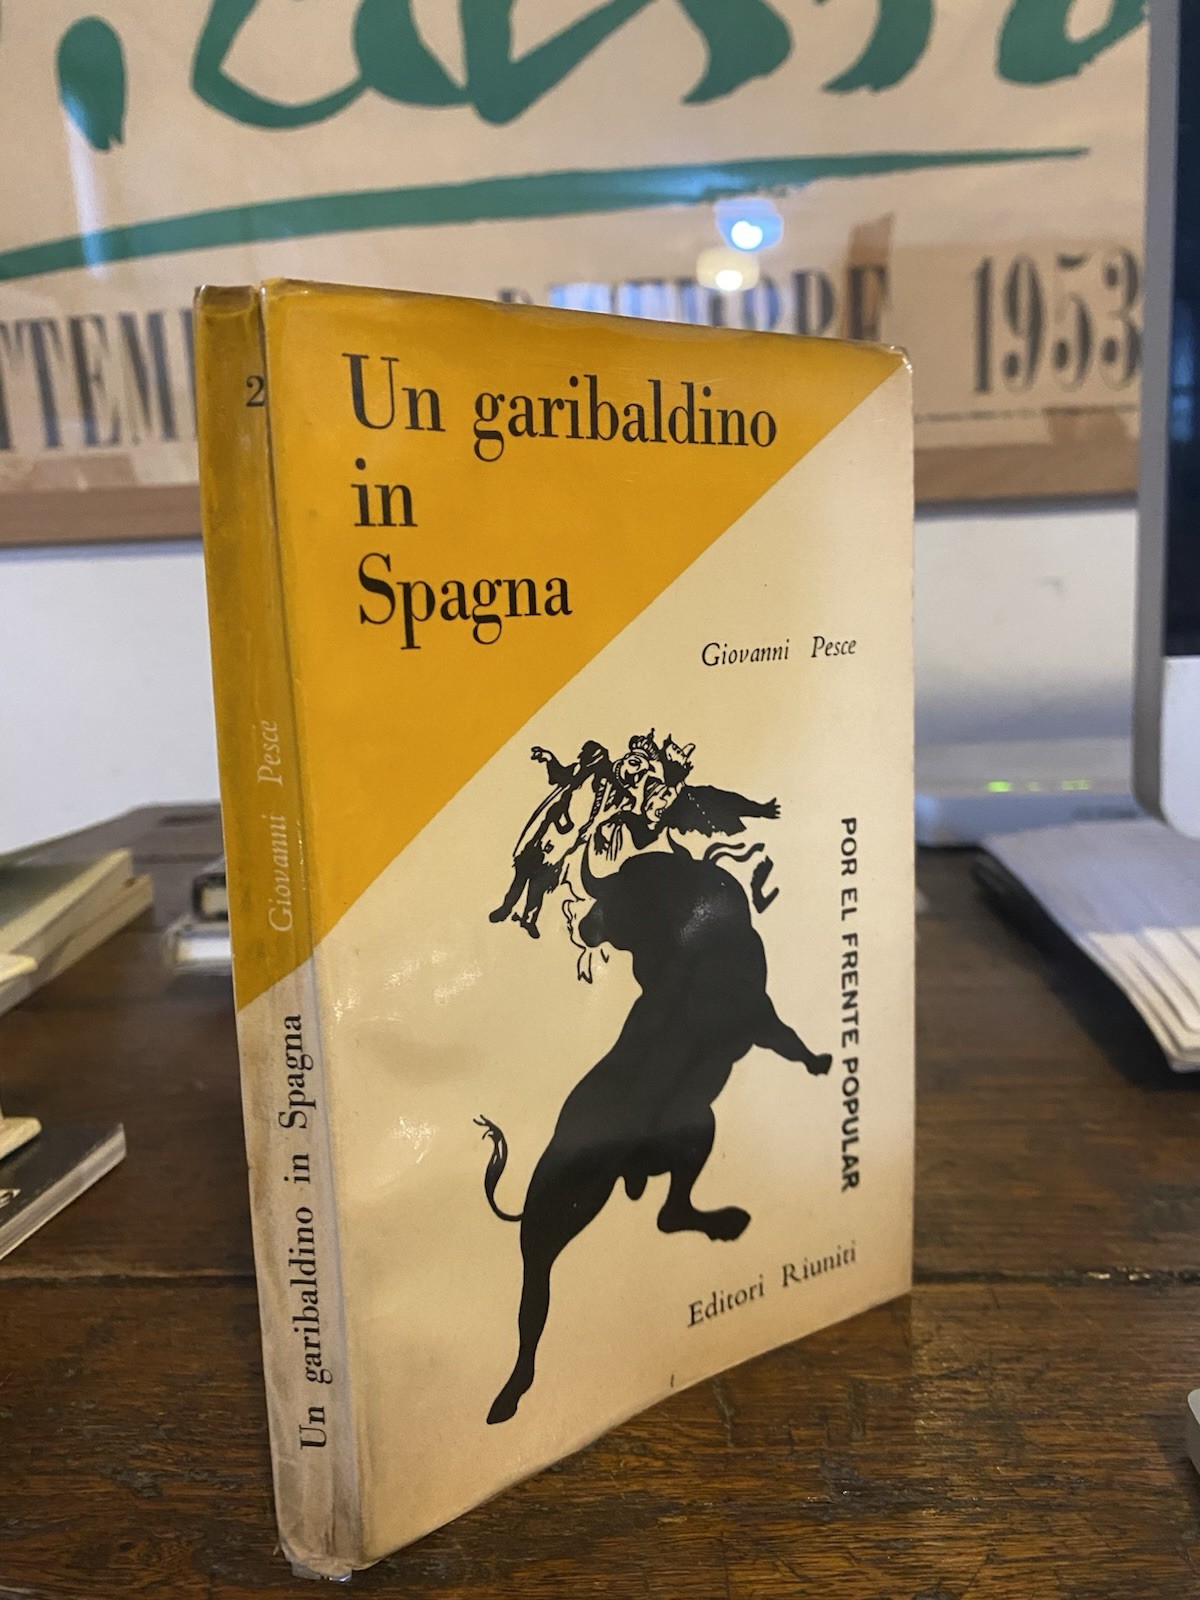 1953
Un garibaldino
in
Spagna
Giovanni Pesce
POR EL FRENTE POPULAR
Editori Riuniti
2
Giovanni Pesce
Un garibaldino in Spagna